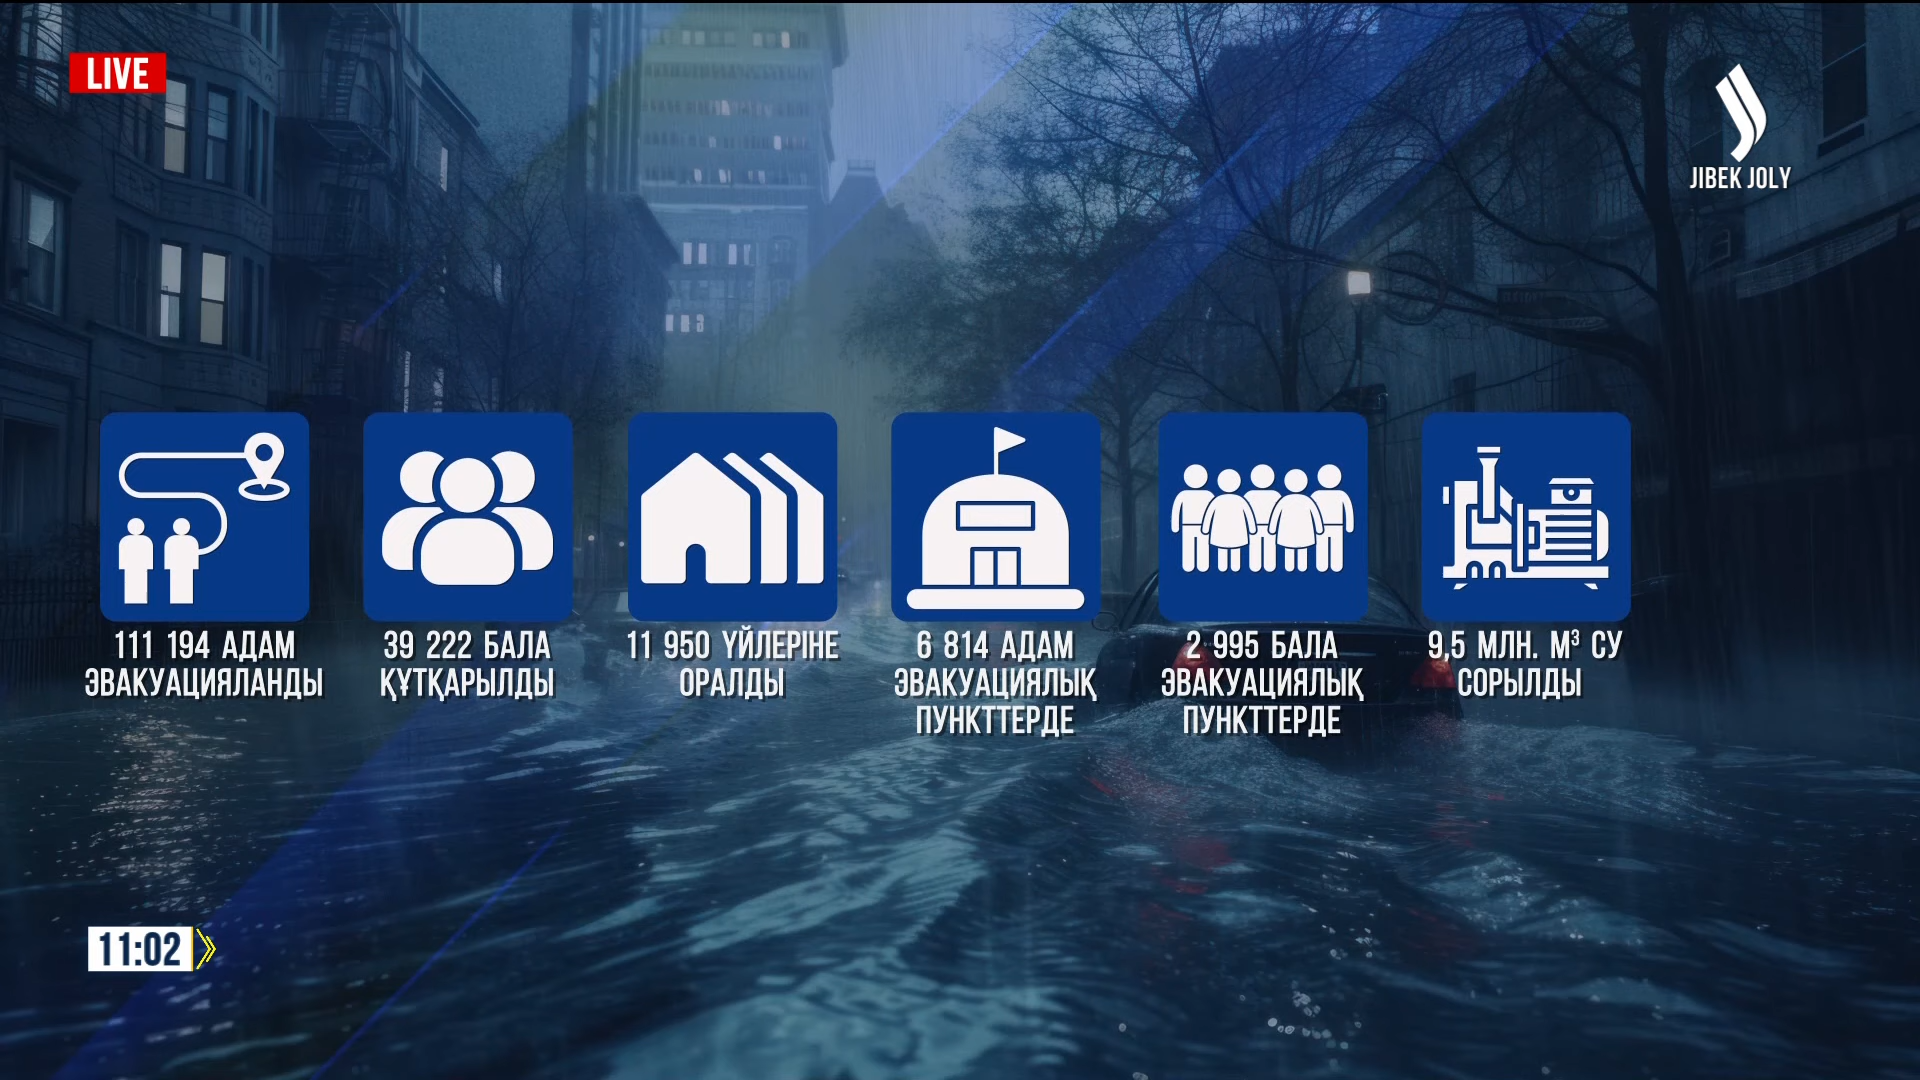 LIVE
JIBEK JOLY
111 194 АДАМ
ЭВАКУАЦИЯЛАНДЫ
39 222 БАЛА
ҚҰТҚАРЫЛДЫ
11 950 ҮЙЛЕРІНЕ
ОРАЛДЫ
6 814 АДАМ
ЭВАКУАЦИЯЛЫҚ
ПУНКТТЕРДЕ
2 995 БАЛА
ЭВАКУАЦИЯЛЫҚ
ПУНКТТЕРДЕ
9,5 МЛН. М³ СУ
СОРЫЛДЫ
11:02